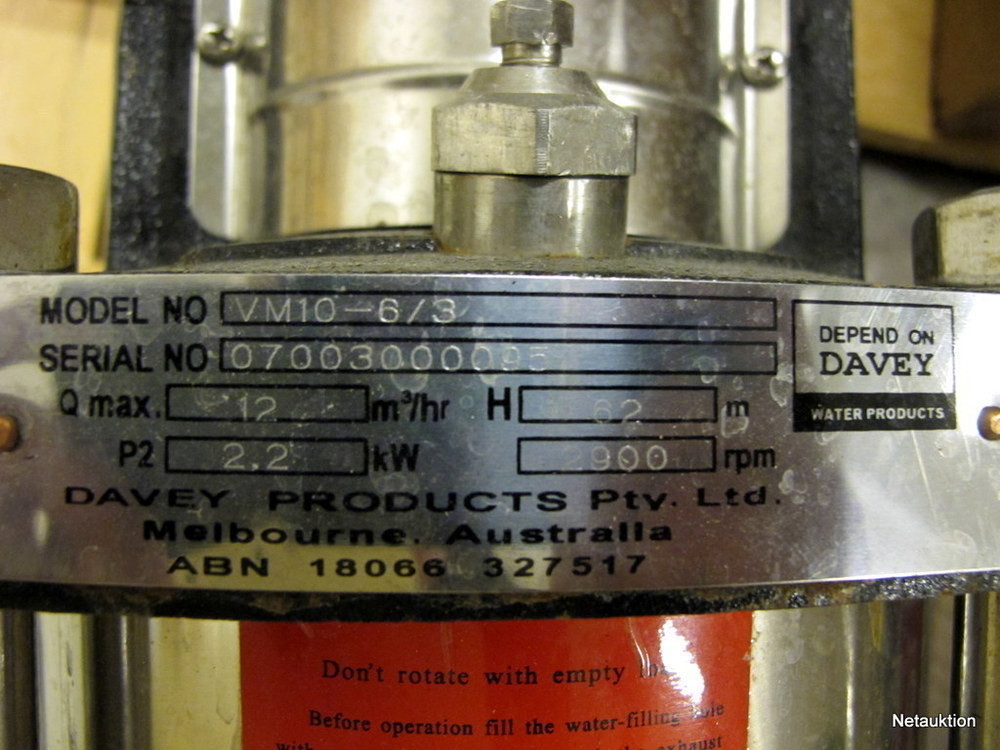 MODEL NO VM10-6/3
SERIAL NO 07003000095
Q max. 12 m³/hr H 62 m
P2 2.2 kW 2900 rpm
DEPEND ON
DAVEY
WATER PRODUCTS
DAVEY PRODUCTS Pty. Ltd.
Melbourne. Australia
ABN 18066 327517
Don't rotate with empty
Before operation fill the water-filling hole
exhaust
Netauktion